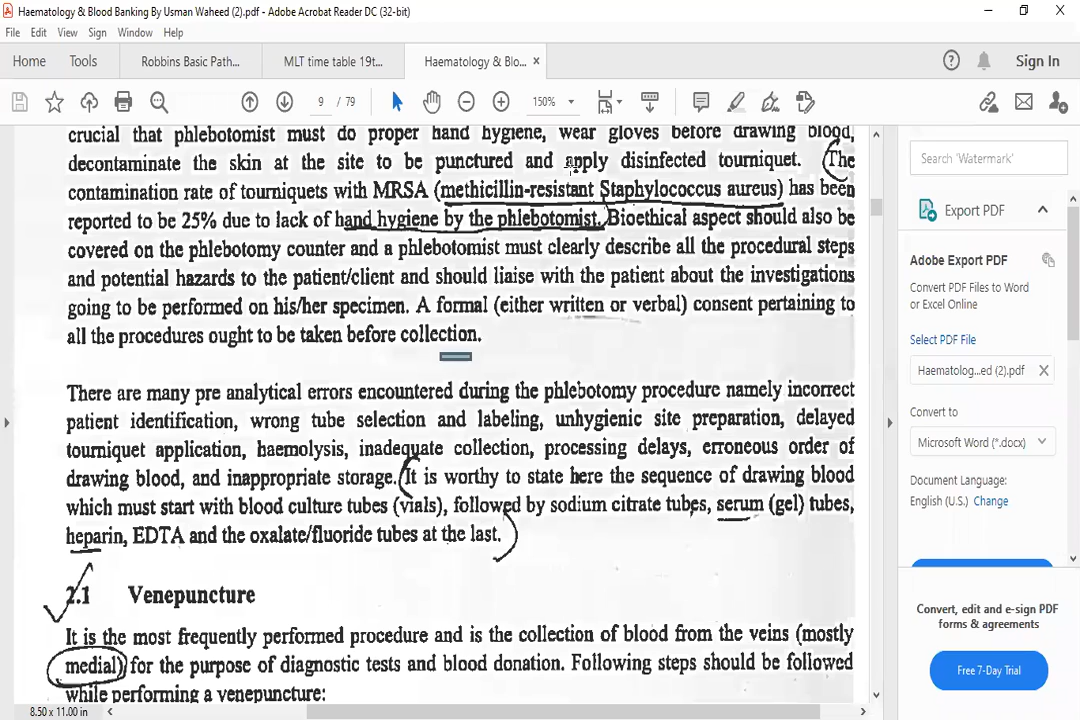 Haematology & Blood Banking By Usman Waheed (2).pdf - Adobe Acrobat Reader DC (32-bit)
File Edit View Sign Window Help
Home Tools Robbins Basic Path... MLT time table 19t... Haematology & Blo... × Sign In
9 / 79 150%
crucial that phlebotomist must do proper hand hygiene, wear gloves before drawing blood,
decontaminate the skin at the site to be punctured and apply disinfected tourniquet. The
contamination rate of tourniquets with MRSA (methicillin-resistant Staphylococcus aureus) has been
reported to be 25% due to lack of hand hygiene by the phlebotomist. Bioethical aspect should also be
covered on the phlebotomy counter and a phlebotomist must clearly describe all the procedural steps
and potential hazards to the patient/client and should liaise with the patient about the investigations
going to be performed on his/her specimen. A formal (either written or verbal) consent pertaining to
all the procedures ought to be taken before collection.
There are many pre analytical errors encountered during the phlebotomy procedure namely incorrect
patient identification, wrong tube selection and labeling, unhygienic site preparation, delayed
tourniquet application, haemolysis, inadequate collection, processing delays, erroneous order of
drawing blood, and inappropriate storage. It is worthy to state here the sequence of drawing blood
which must start with blood culture tubes (vials), followed by sodium citrate tubes, serum (gel) tubes,
heparin, EDTA and the oxalate/fluoride tubes at the last.
2.1 Venepuncture
It is the most frequently performed procedure and is the collection of blood from the veins (mostly
medial) for the purpose of diagnostic tests and blood donation. Following steps should be followed
while performing a venepuncture:
8.50 x 11.00 in
Search 'Watermark'
Export PDF
Adobe Export PDF
Convert PDF Files to Word
or Excel Online
Select PDF File
Haematolog...ed (2).pdf
Convert to
Microsoft Word (*.docx)
Document Language:
English (U.S.) Change
Convert, edit and e-sign PDF
forms & agreements
Free 7-Day Trial